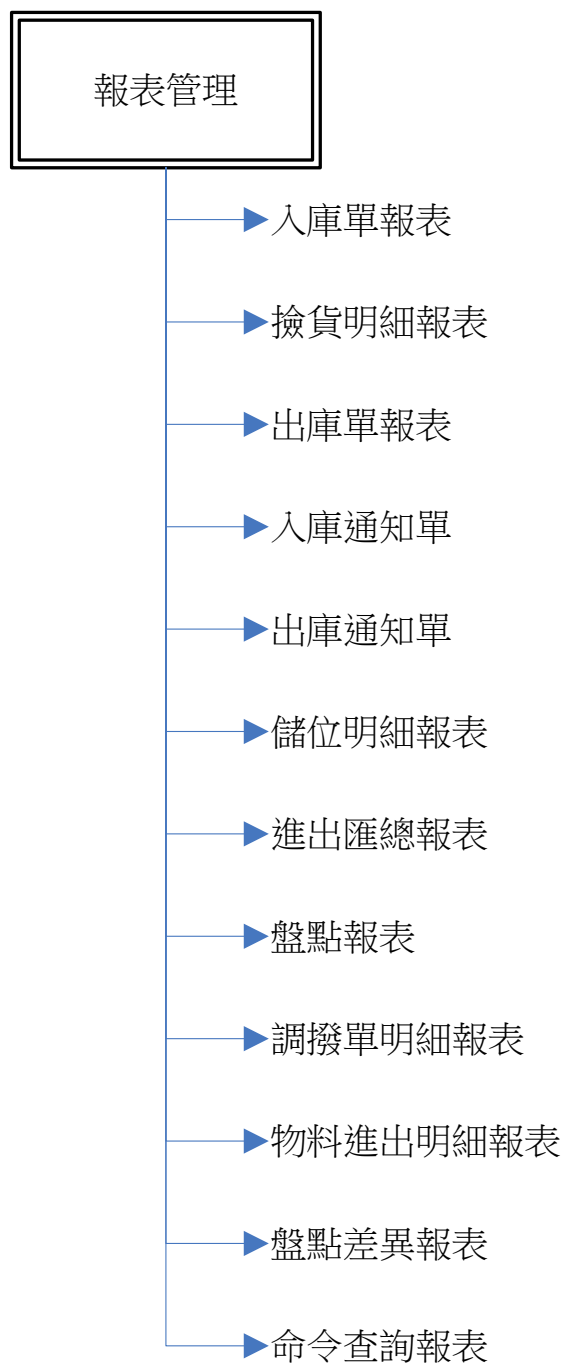 報表管理
入庫單報表
撿貨明細報表
出庫單報表
入庫通知單
出庫通知單
儲位明細報表
進出匯總報表
盤點報表
調撥單明細報表
物料進出明細報表
盤點差異報表
命令查詢報表